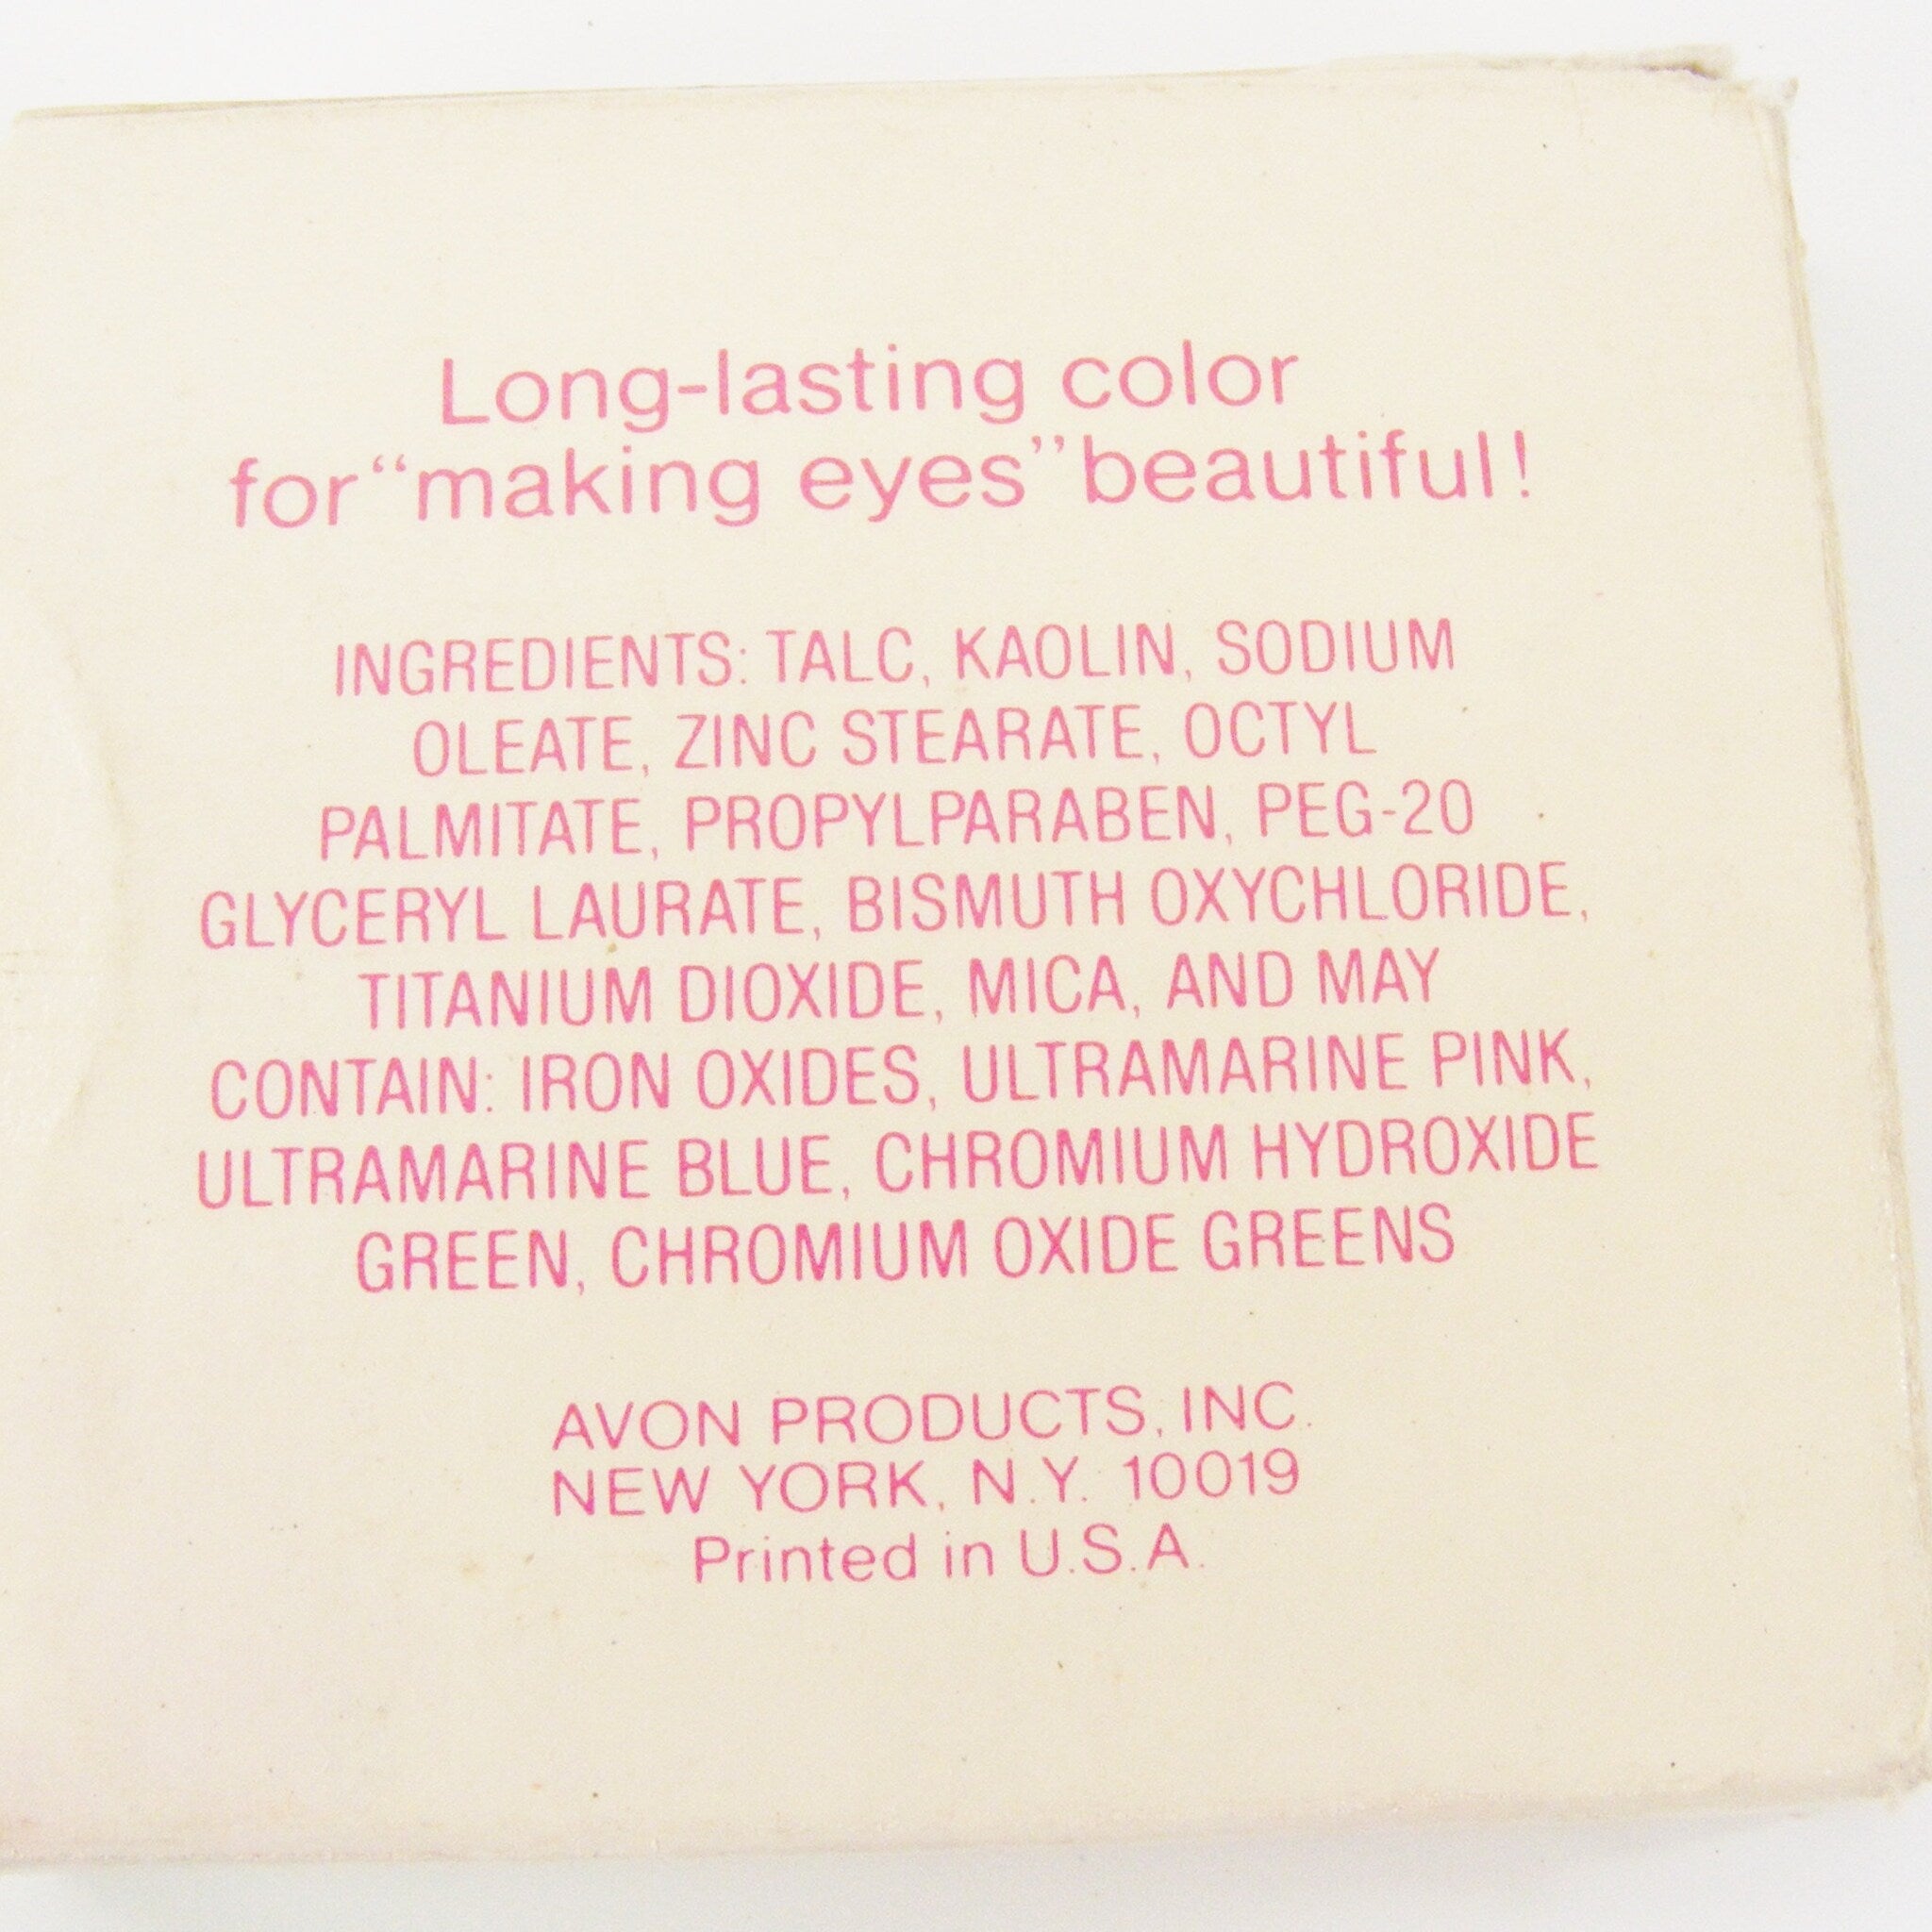 Long-lasting color
for “making eyes” beautiful!
INGREDIENTS: TALC, KAOLIN, SODIUM
OLEATE, ZINC STEARATE, OCTYL
PALMITATE, PROPYLPARABEN, PEG-20
GLYCERYL LAURATE, BISMUTH OXYCHLORIDE,
TITANIUM DIOXIDE, MICA, AND MAY
CONTAIN: IRON OXIDES, ULTRAMARINE PINK,
ULTRAMARINE BLUE, CHROMIUM HYDROXIDE
GREEN, CHROMIUM OXIDE GREENS
AVON PRODUCTS, INC.
NEW YORK, N.Y. 10019
Printed in U.S.A.